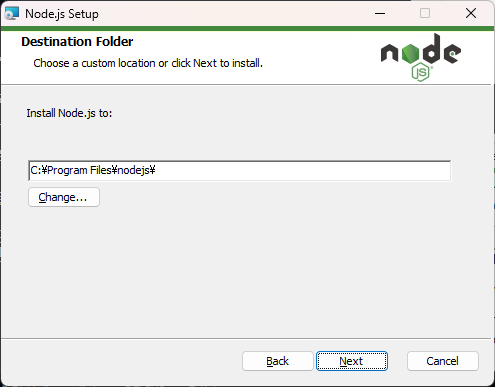 Node.js Setup
Destination Folder
Choose a custom location or click Next to install.
node
JS®
Install Node.js to:
C:¥Program Files¥nodejs¥
Change...
Back
Next
Cancel